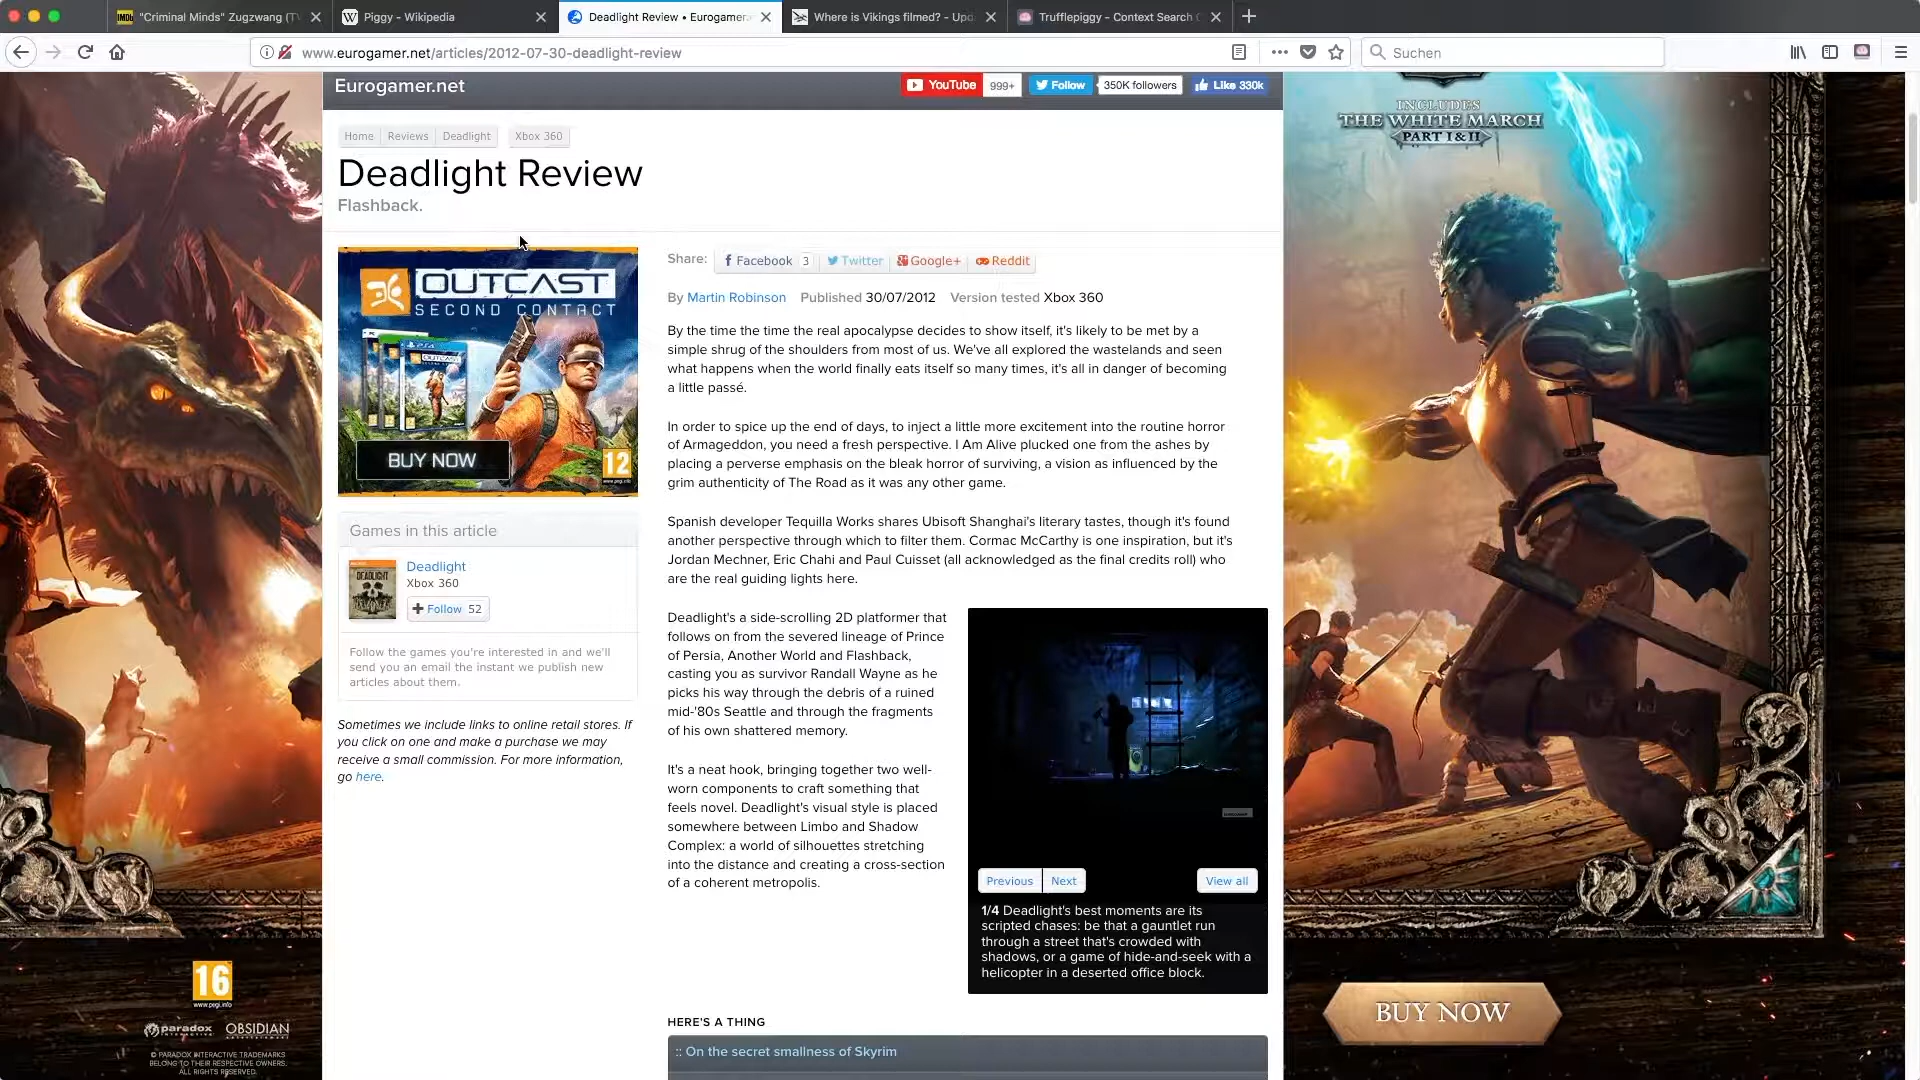 "Criminal Minds" Zugzwang (TV
Piggy - Wikipedia
Deadlight Review • Eurogamer.
Where is Vikings filmed? - Upd
Trufflepiggy - Context Search
www.eurogamer.net/articles/2012-07-30-deadlight-review
Suchen
Eurogamer.net
YouTube 999+
Follow 350K followers
Like 330k
INCLUDES
THE WHITE MARCH
PART I & II
Home Reviews Deadlight Xbox 360
Deadlight Review
Flashback.
OUTCAST
SECOND CONTACT
OUTCAST
BUY NOW
12
www.pegi.info
Share: Facebook 3 Twitter Google+ Reddit
By Martin Robinson Published 30/07/2012 Version tested Xbox 360
By the time the time the real apocalypse decides to show itself, it's likely to be met by a
simple shrug of the shoulders from most of us. We've all explored the wastelands and seen
what happens when the world finally eats itself so many times, it's all in danger of becoming
a little passé.
In order to spice up the end of days, to inject a little more excitement into the routine horror
of Armageddon, you need a fresh perspective. I Am Alive plucked one from the ashes by
placing a perverse emphasis on the bleak horror of surviving, a vision as influenced by the
grim authenticity of The Road as it was any other game.
Spanish developer Tequilla Works shares Ubisoft Shanghai's literary tastes, though it's found
another perspective through which to filter them. Cormac McCarthy is one inspiration, but it's
Jordan Mechner, Eric Chahi and Paul Cuisset (all acknowledged as the final credits roll) who
are the real guiding lights here.
Games in this article
DEADLIGHT
Deadlight
Xbox 360
Follow 52
Follow the games you're interested in and we'll
send you an email the instant we publish new
articles about them.
Sometimes we include links to online retail stores. If
you click on one and make a purchase we may
receive a small commission. For more information,
go here.
Deadlight's a side-scrolling 2D platformer that
follows on from the severed lineage of Prince
of Persia, Another World and Flashback,
casting you as survivor Randall Wayne as he
picks his way through the debris of a ruined
mid-'80s Seattle and through the fragments
of his own shattered memory.
It's a neat hook, bringing together two well-
worn components to craft something that
feels novel. Deadlight's visual style is placed
somewhere between Limbo and Shadow
Complex: a world of silhouettes stretching
into the distance and creating a cross-section
of a coherent metropolis.
Previous Next View all
1/4 Deadlight's best moments are its
scripted chases: be that a gauntlet run
through a street that's crowded with
shadows, or a game of hide-and-seek with a
helicopter in a deserted office block.
HERE'S A THING
:: On the secret smallness of Skyrim
16
www.pegi.info
paradox
OBSIDIAN
© PARADOX INTERACTIVE TRADEMARKS
BELONG TO THEIR RESPECTIVE OWNERS.
ALL RIGHTS RESERVED.
BUY NOW